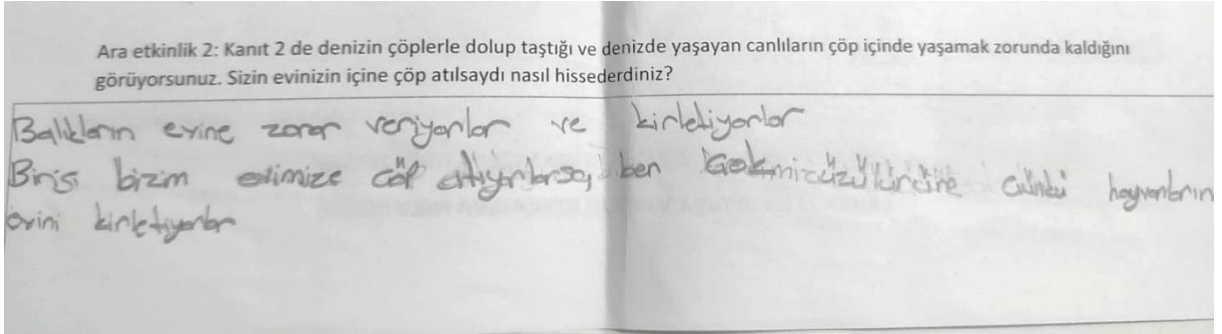 Ara etkinlik 2: Kanıt 2 de denizin çöplerle dolup taştığı ve denizde yaşayan canlıların çöp içinde yaşamak zorunda kaldığını
görüyorsunuz. Sizin evinizin içine çöp atılsaydı nasıl hissederdiniz?
Balıkların evine zarar veriyorlar ve kirletiyorlar
Birisi bizim evimize çöp atıyorlarsa, ben çünkü hayvanların
evini kirletiyorlar